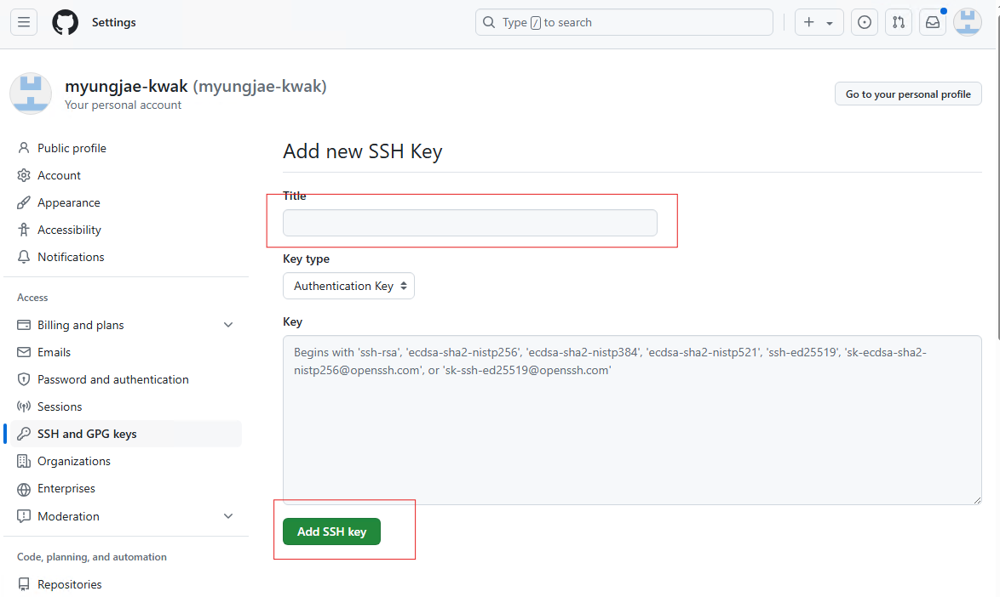 Settings
Type / to search
myungjae-kwak (myungjae-kwak)
Your personal account
Go to your personal profile
Public profile
Account
Appearance
Accessibility
Notifications
Access
Billing and plans
Emails
Password and authentication
Sessions
SSH and GPG keys
Organizations
Enterprises
Moderation
Code, planning, and automation
Repositories
Add new SSH Key
Title
Key type
Authentication Key
Key
Begins with 'ssh-rsa', 'ecdsa-sha2-nistp256', 'ecdsa-sha2-nistp384', 'ecdsa-sha2-nistp521', 'ssh-ed25519', 'sk-ecdsa-sha2-
nistp256@openssh.com', or 'sk-ssh-ed25519@openssh.com'
Add SSH key